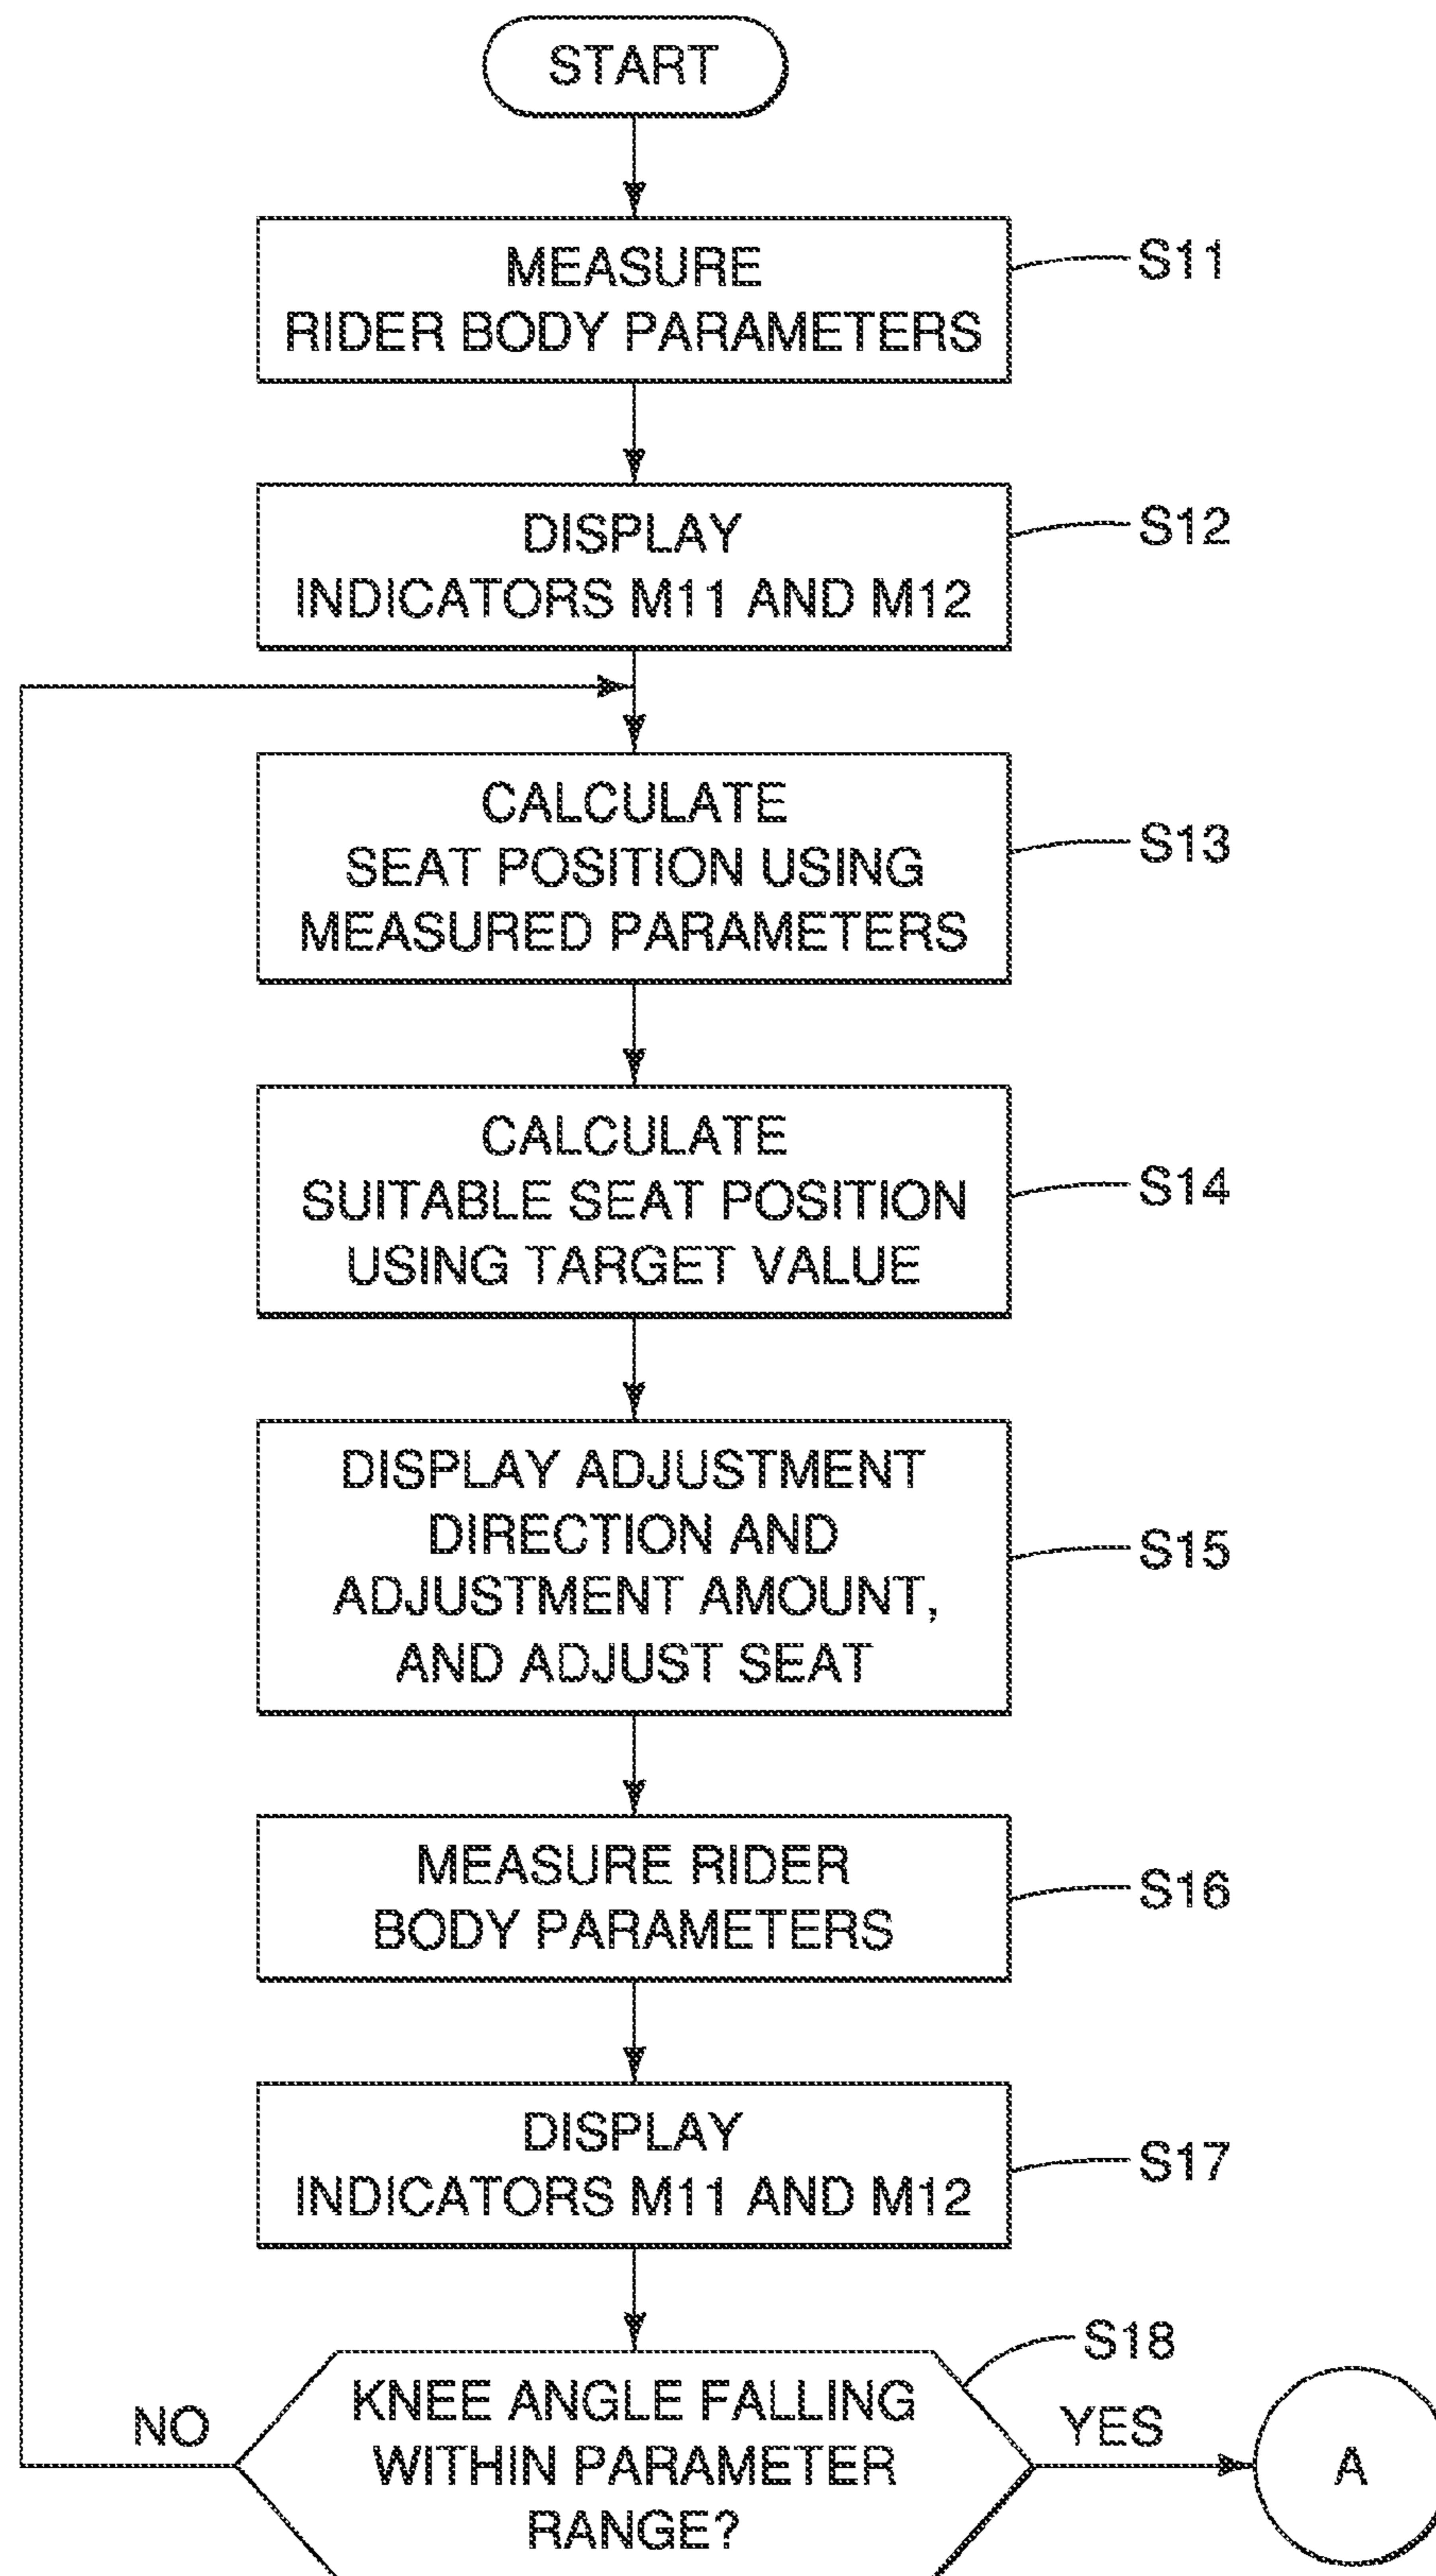 START
MEASURE
RIDER BODY PARAMETERS
S11
DISPLAY
INDICATORS M11 AND M12
S12
CALCULATE
SEAT POSITION USING
MEASURED PARAMETERS
S13
CALCULATE
SUITABLE SEAT POSITION
USING TARGET VALUE
S14
DISPLAY ADJUSTMENT
DIRECTION AND
ADJUSTMENT AMOUNT,
AND ADJUST SEAT
S15
MEASURE RIDER
BODY PARAMETERS
S16
DISPLAY
INDICATORS M11 AND M12
S17
S18
KNEE ANGLE FALLING
WITHIN PARAMETER
RANGE?
NO
YES
A